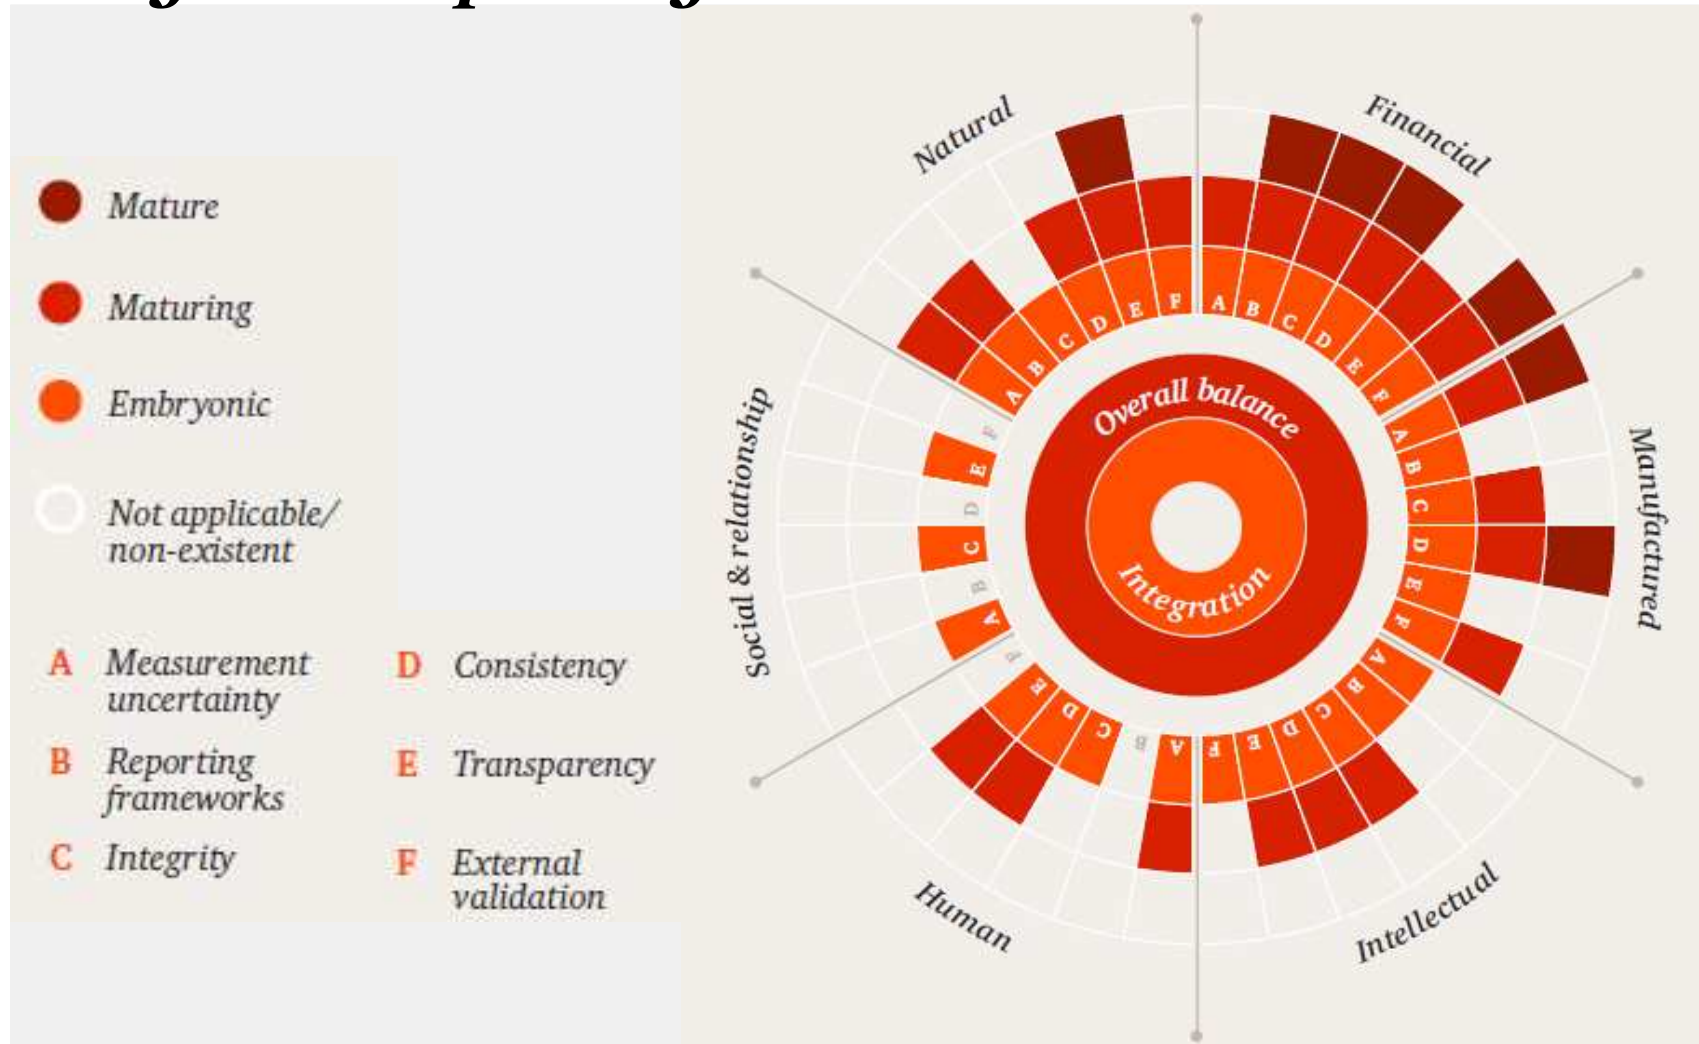 Mature
Maturing
Embryonic
Not applicable/
non-existent
A Measurement
uncertainty
B Reporting
frameworks
C Integrity
D Consistency
E Transparency
F External
validation
Natural
Financial
Manufactured
Intellectual
Human
Social & relationship
Overall balance
Integration
A B C D E F
A B C D E F
A B C D E F
A B C D E F
A B C D E F
A B C D E F